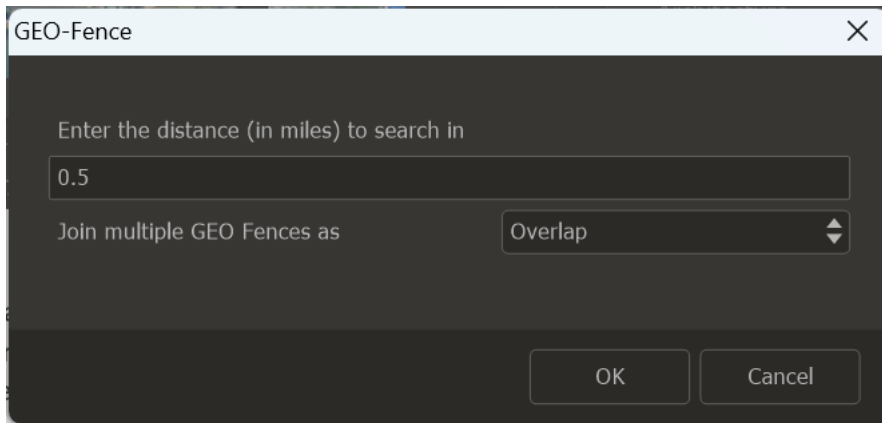 GEO-Fence
Enter the distance (in miles) to search in
0.5
Join multiple GEO Fences as Overlap
OK Cancel